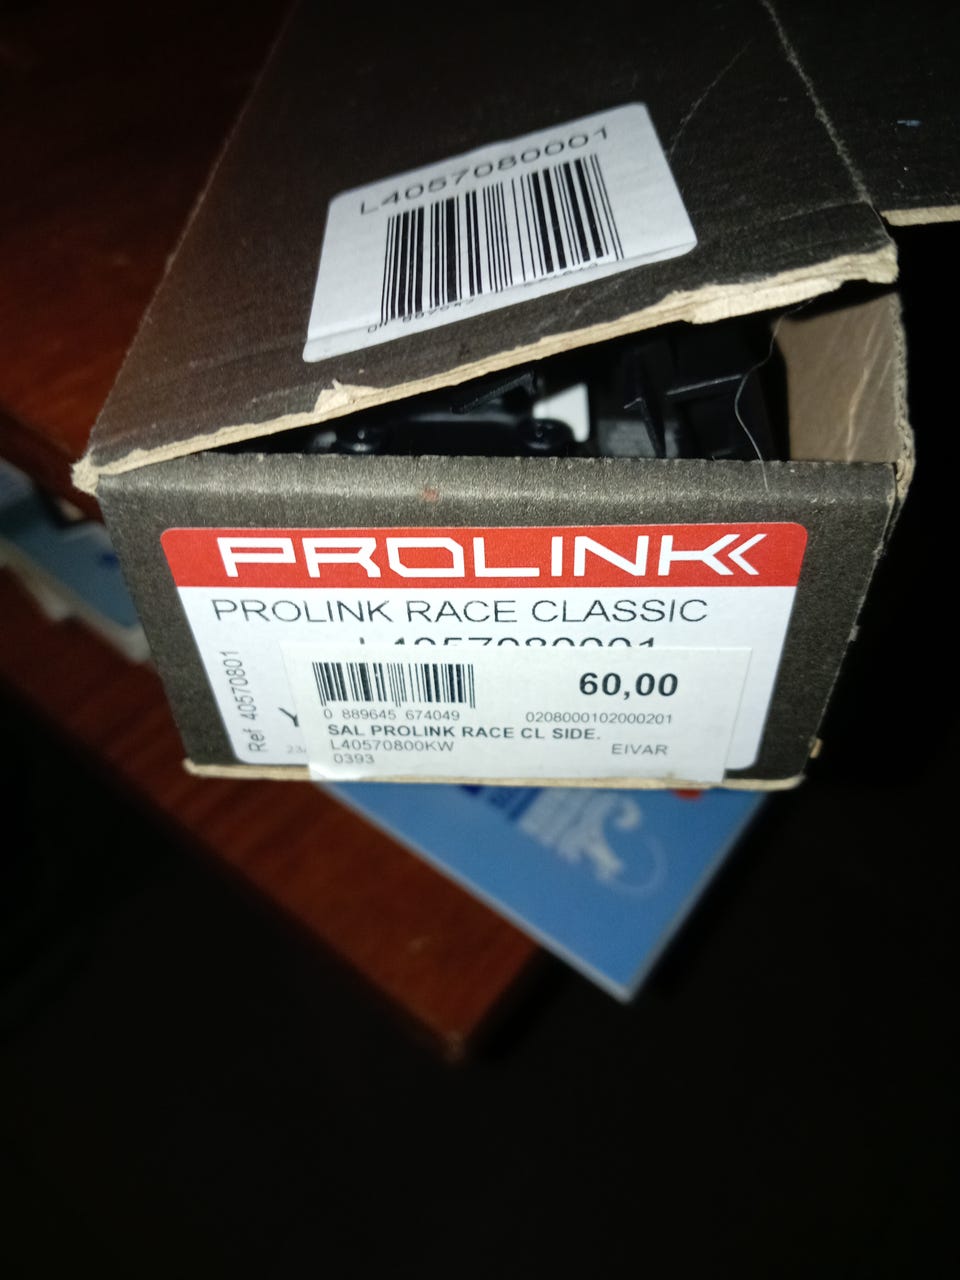 L4057080001
PROLINK
PROLINK RACE CLASSIC
L4057080001
Ref 40570801
60,00
0 889645 674049
0208000102000201
SAL PROLINK RACE CL SIDE.
L40570800KW
EIVAR
0393